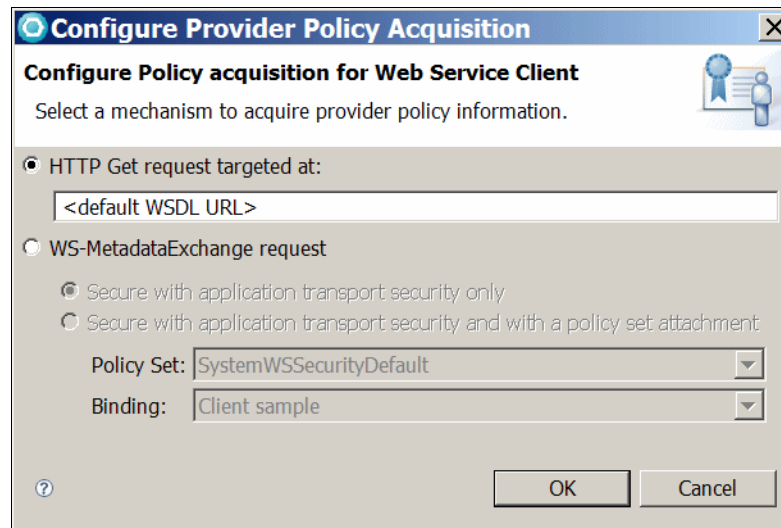 Configure Provider Policy Acquisition
Configure Policy acquisition for Web Service Client
Select a mechanism to acquire provider policy information.
HTTP Get request targeted at:
<default WSDL URL>
WS-MetadataExchange request
Secure with application transport security only
Secure with application transport security and with a policy set attachment
Policy Set: SystemWSSecurityDefault
Binding: Client sample
? OK Cancel